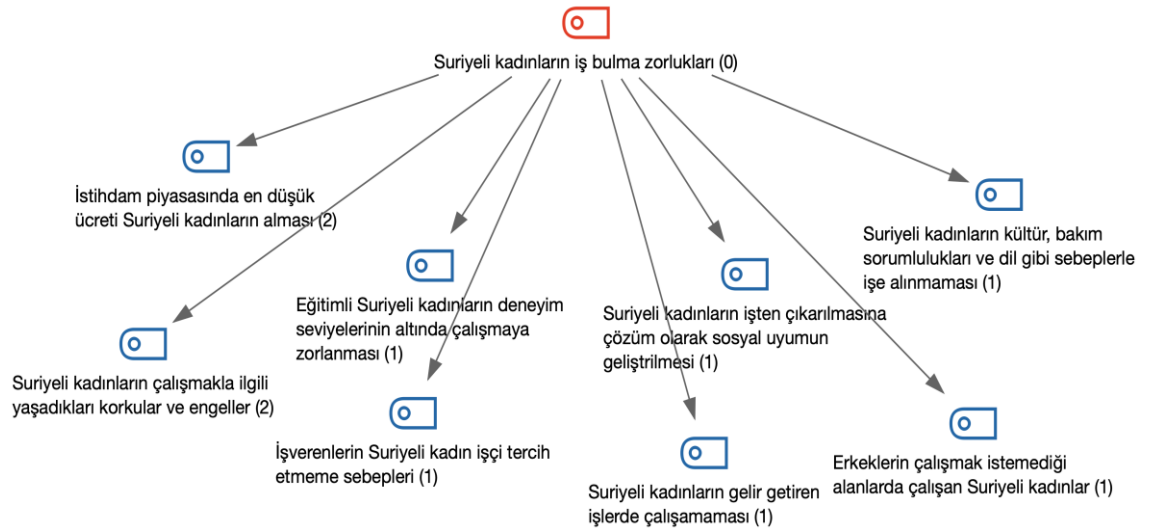 Suriyeli kadınların iş bulma zorlukları (0)
İstihdam piyasasında en düşük
ücreti Suriyeli kadınların alması (2)
Suriyeli kadınların kültür, bakım
sorumlulukları ve dil gibi sebeplerle
işe alınmaması (1)
Eğitimli Suriyeli kadınların deneyim
seviyelerinin altında çalışmaya
zorlanması (1)
Suriyeli kadınların işten çıkarılmasına
çözüm olarak sosyal uyumun
geliştrilmesi (1)
Suriyeli kadınların çalışmakla ilgili
yaşadıkları korkular ve engeller (2)
İşverenlerin Suriyeli kadın işçi tercih
etmeme sebepleri (1)
Suriyeli kadınların gelir getiren
işlerde çalışamaması (1)
Erkeklerin çalışmak istemediği
alanlarda çalışan Suriyeli kadınlar (1)